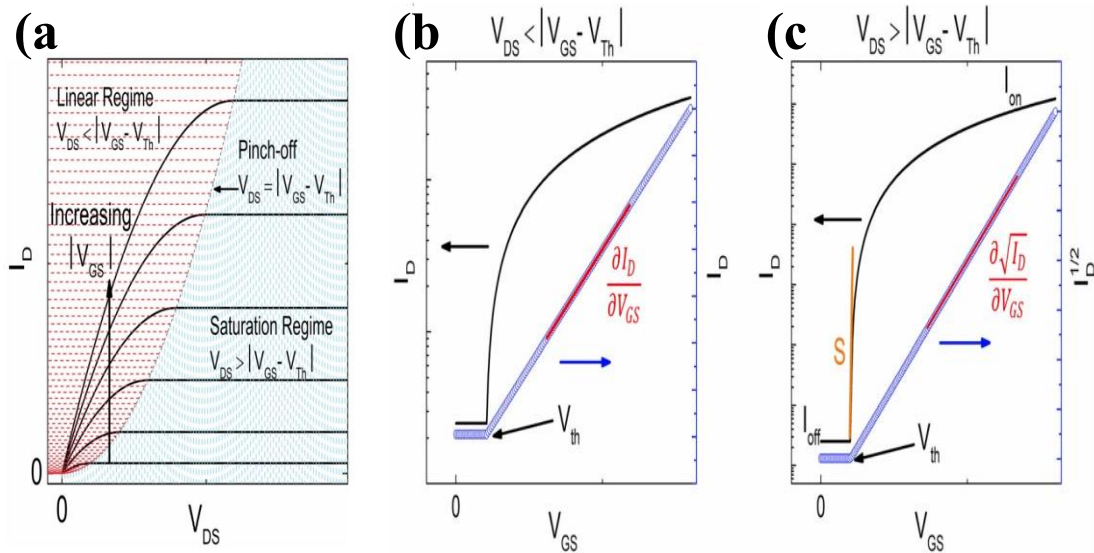 (a
Linear Regime
V_DS < |V_GS - V_Th|
Pinch-off
V_DS = |V_GS - V_Th|
Increasing
|V_GS|
Saturation Regime
V_DS > |V_GS - V_Th|
I_D
0
0
V_DS
(b
V_DS < |V_GS - V_Th|
I_D
∂I_D
∂V_GS
V_th
I_D
0
V_GS
(c
V_DS > |V_GS - V_Th|
I_on
I_D
∂√I_D
∂V_GS
S
I_off
V_th
I_D^1/2
0
V_GS